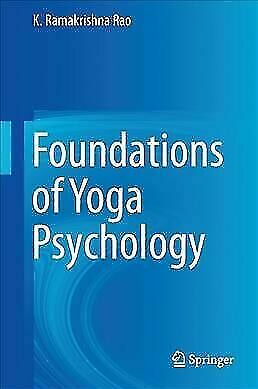 K. Ramakrishna Rao
Foundations
of Yoga
Psychology
Springer